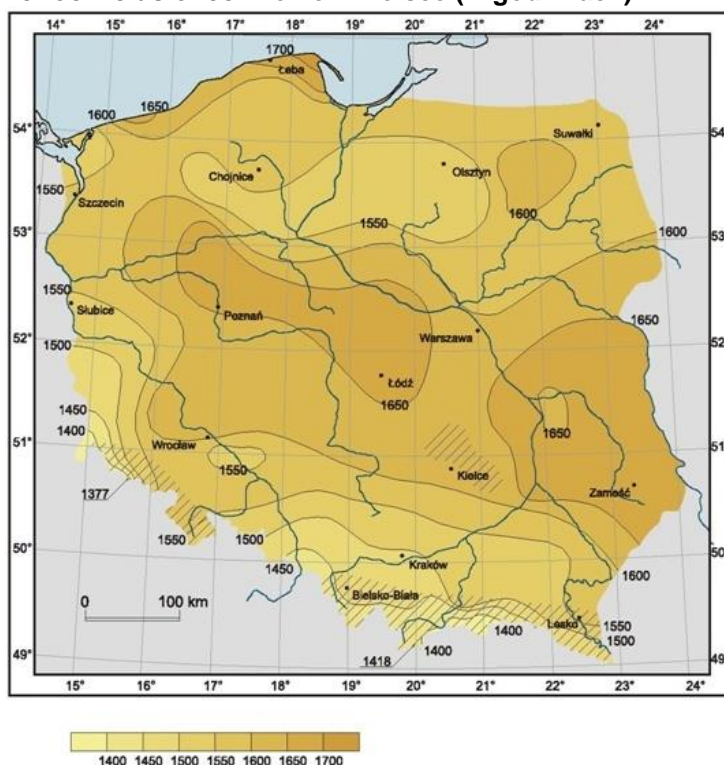 1700
Łeba
1650
1600
54°
54
Suwałki
Chojnice
Olsztyn
1550
Szczecin
1600
1550
1600
53°
53
1550
1650
Słubice
Poznań
Warszawa
52°
52
1500
Łódź
1650
1450
1400
1650
51°
51
Wrocław
1550
Kielce
Zamość
1377
1550
1500
50°
50
1450
Kraków
1600
0 100 km
Bielsko-Biała
Lesko
1550
1400
1500
1400
49°
49
1418
15° 16° 17° 18° 19° 20° 21° 22° 23° 24°
14° 15° 16° 17° 18° 19° 20° 21° 22° 23° 24°
1400 1450 1500 1550 1600 1650 1700